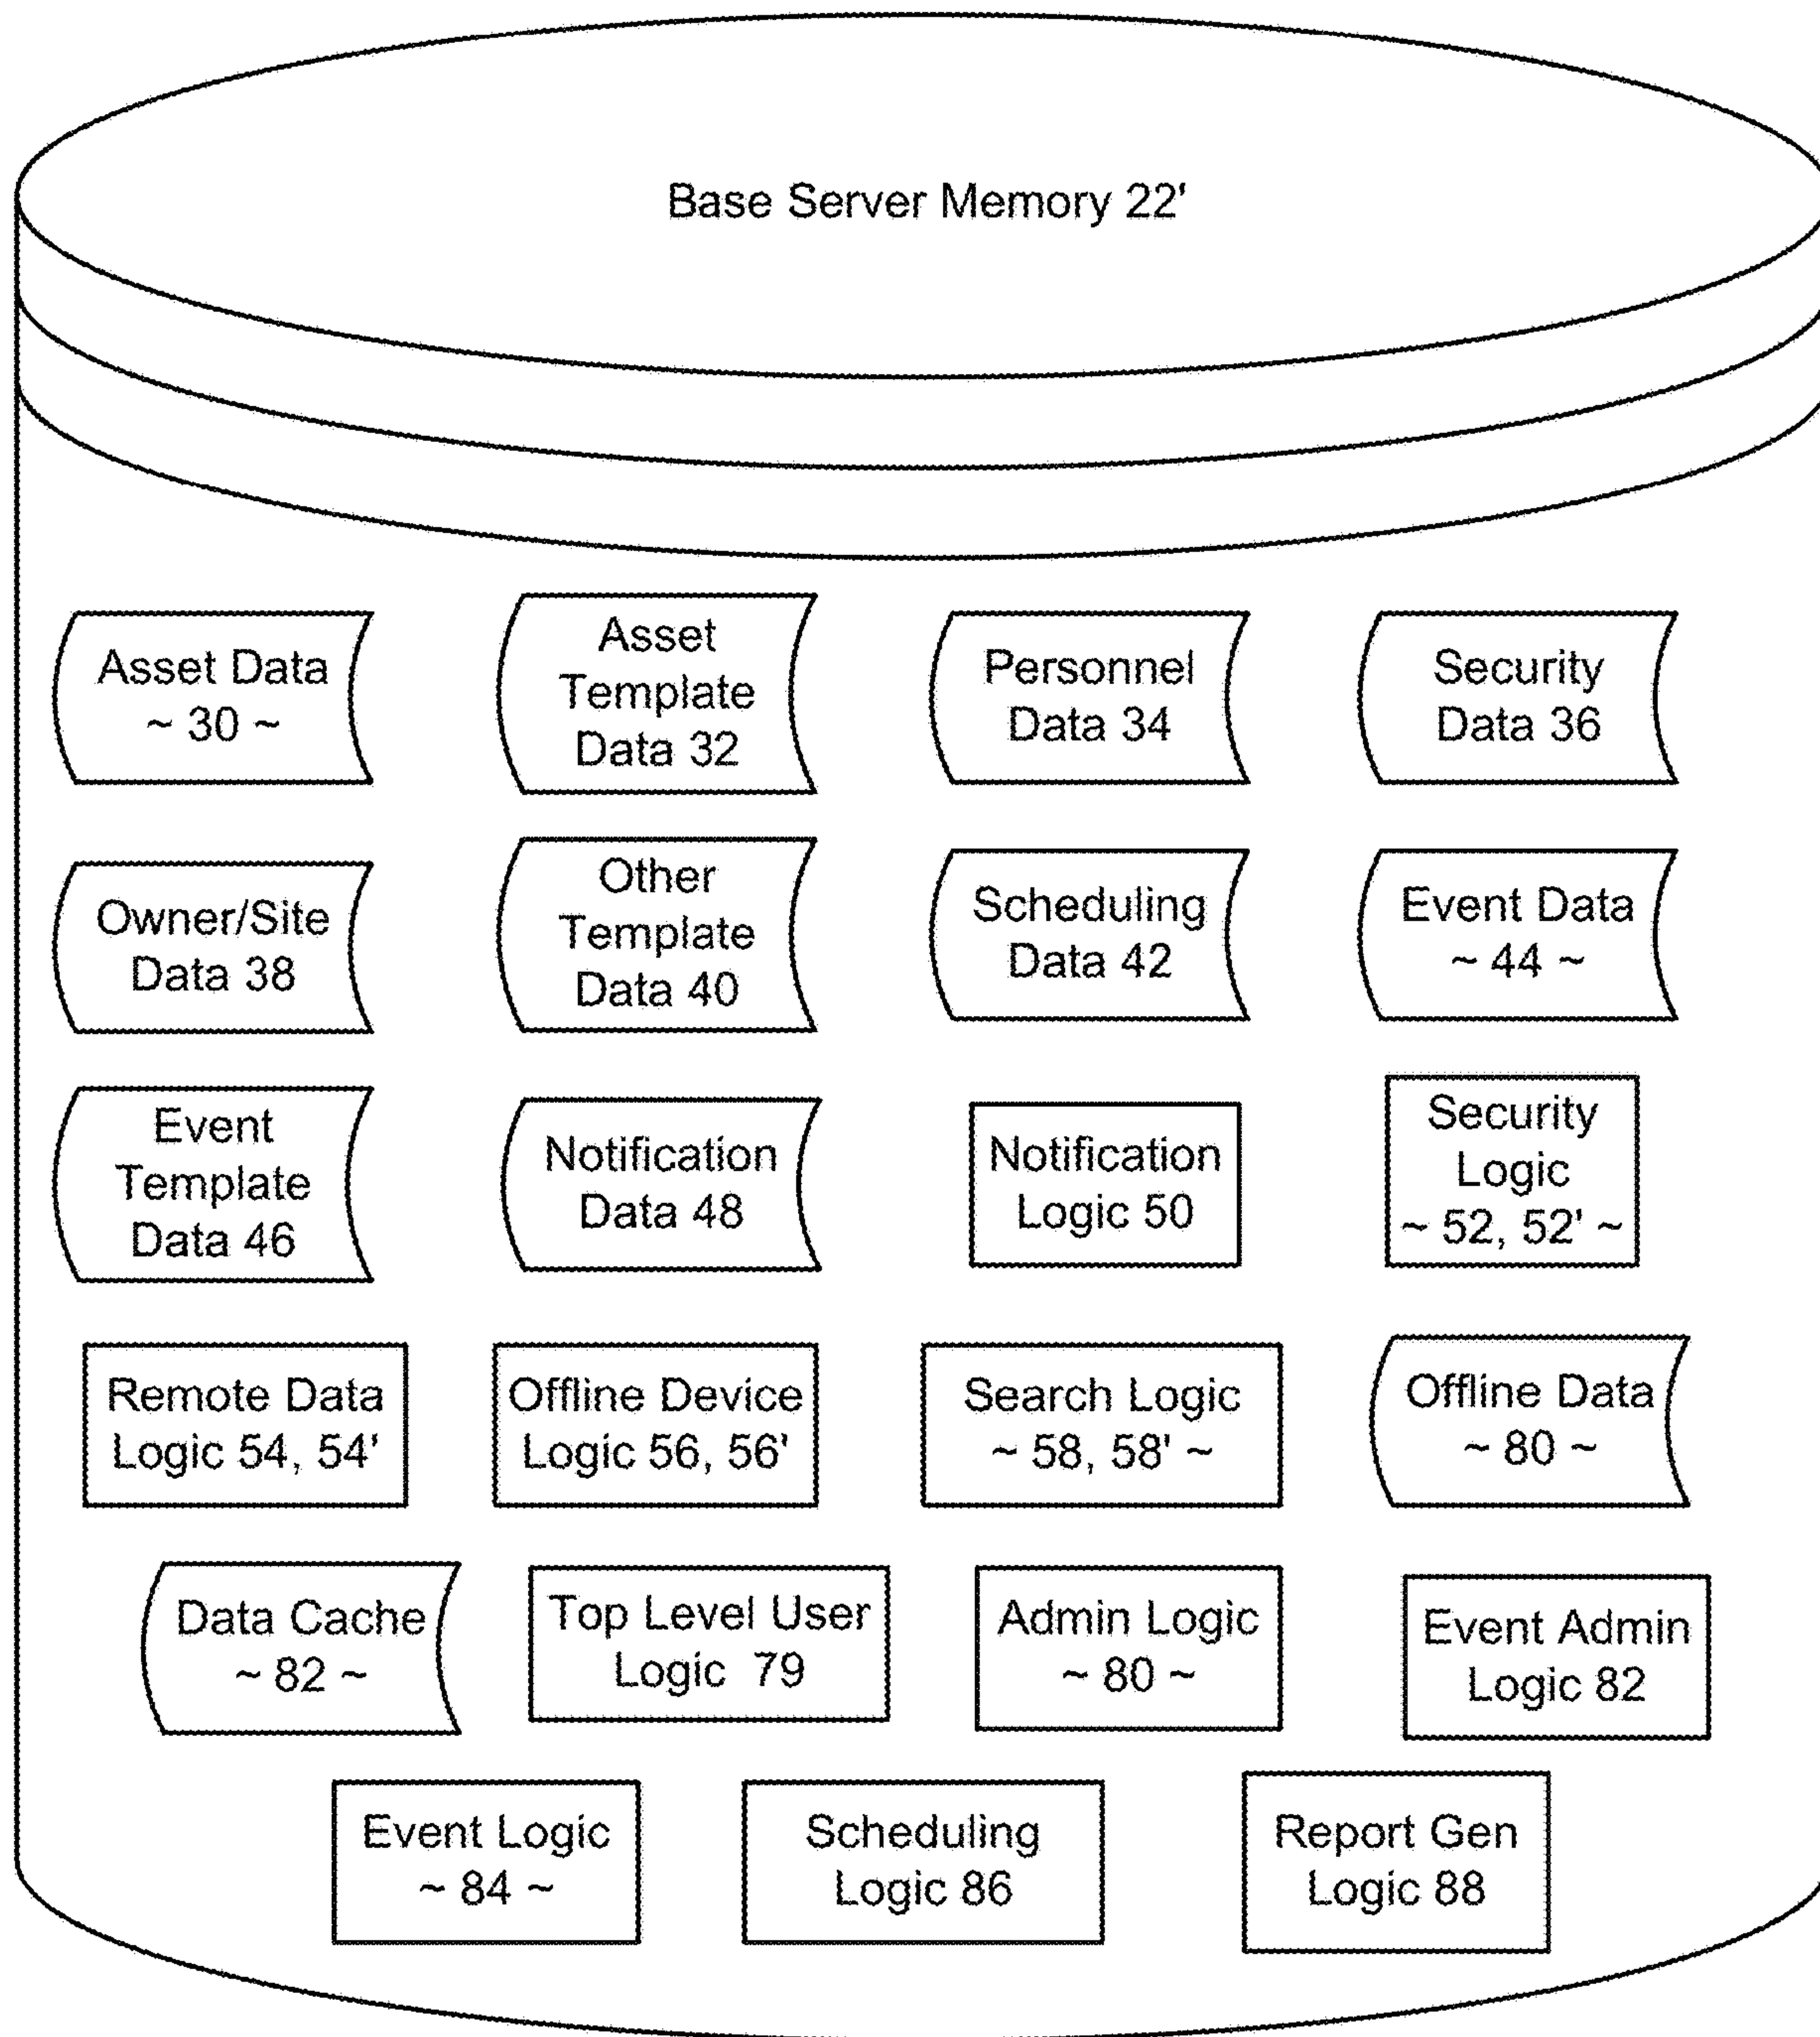 Base Server Memory 22'
Asset Data
~ 30 ~
Asset
Template
Data 32
Personnel
Data 34
Security
Data 36
Owner/Site
Data 38
Other
Template
Data 40
Scheduling
Data 42
Event Data
~ 44 ~
Event
Template
Data 46
Notification
Data 48
Notification
Logic 50
Security
Logic
~ 52, 52' ~
Remote Data
Logic 54, 54'
Offline Device
Logic 56, 56'
Search Logic
~ 58, 58' ~
Offline Data
~ 80 ~
Data Cache
~ 82 ~
Top Level User
Logic 79
Admin Logic
~ 80 ~
Event Admin
Logic 82
Event Logic
~ 84 ~
Scheduling
Logic 86
Report Gen
Logic 88